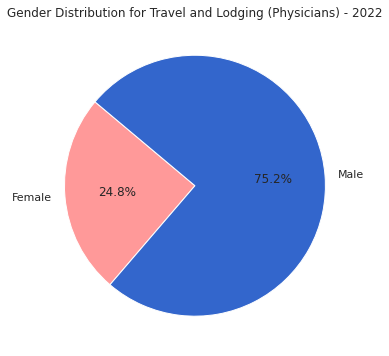 Gender Distribution for Travel and Lodging (Physicians) - 2022
75.2%
Male
24.8%
Female